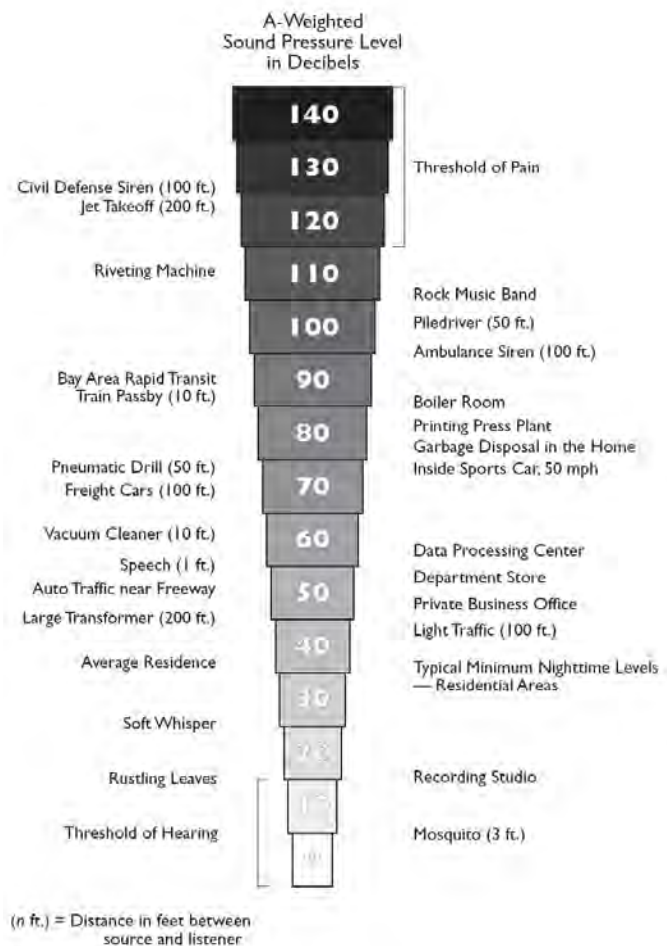 A-Weighted
Sound Pressure Level
in Decibels
140
130
Threshold of Pain
Civil Defense Siren (100 ft.)
Jet Takeoff (200 ft.)
120
Riveting Machine
110
Rock Music Band
100
Piledriver (50 ft.)
Ambulance Siren (100 ft.)
Bay Area Rapid Transit
Train Passby (10 ft.)
90
Boiler Room
80
Printing Press Plant
Garbage Disposal in the Home
Pneumatic Drill (50 ft.)
Inside Sports Car, 50 mph
Freight Cars (100 ft.)
70
Vacuum Cleaner (10 ft.)
60
Data Processing Center
Speech (1 ft.)
Department Store
Auto Traffic near Freeway
50
Private Business Office
Large Transformer (200 ft.)
Light Traffic (100 ft.)
40
Average Residence
Typical Minimum Nighttime Levels
— Residential Areas
30
Soft Whisper
20
Rustling Leaves
Recording Studio
10
Threshold of Hearing
Mosquito (3 ft.)
(n ft.) = Distance in feet between
source and listener